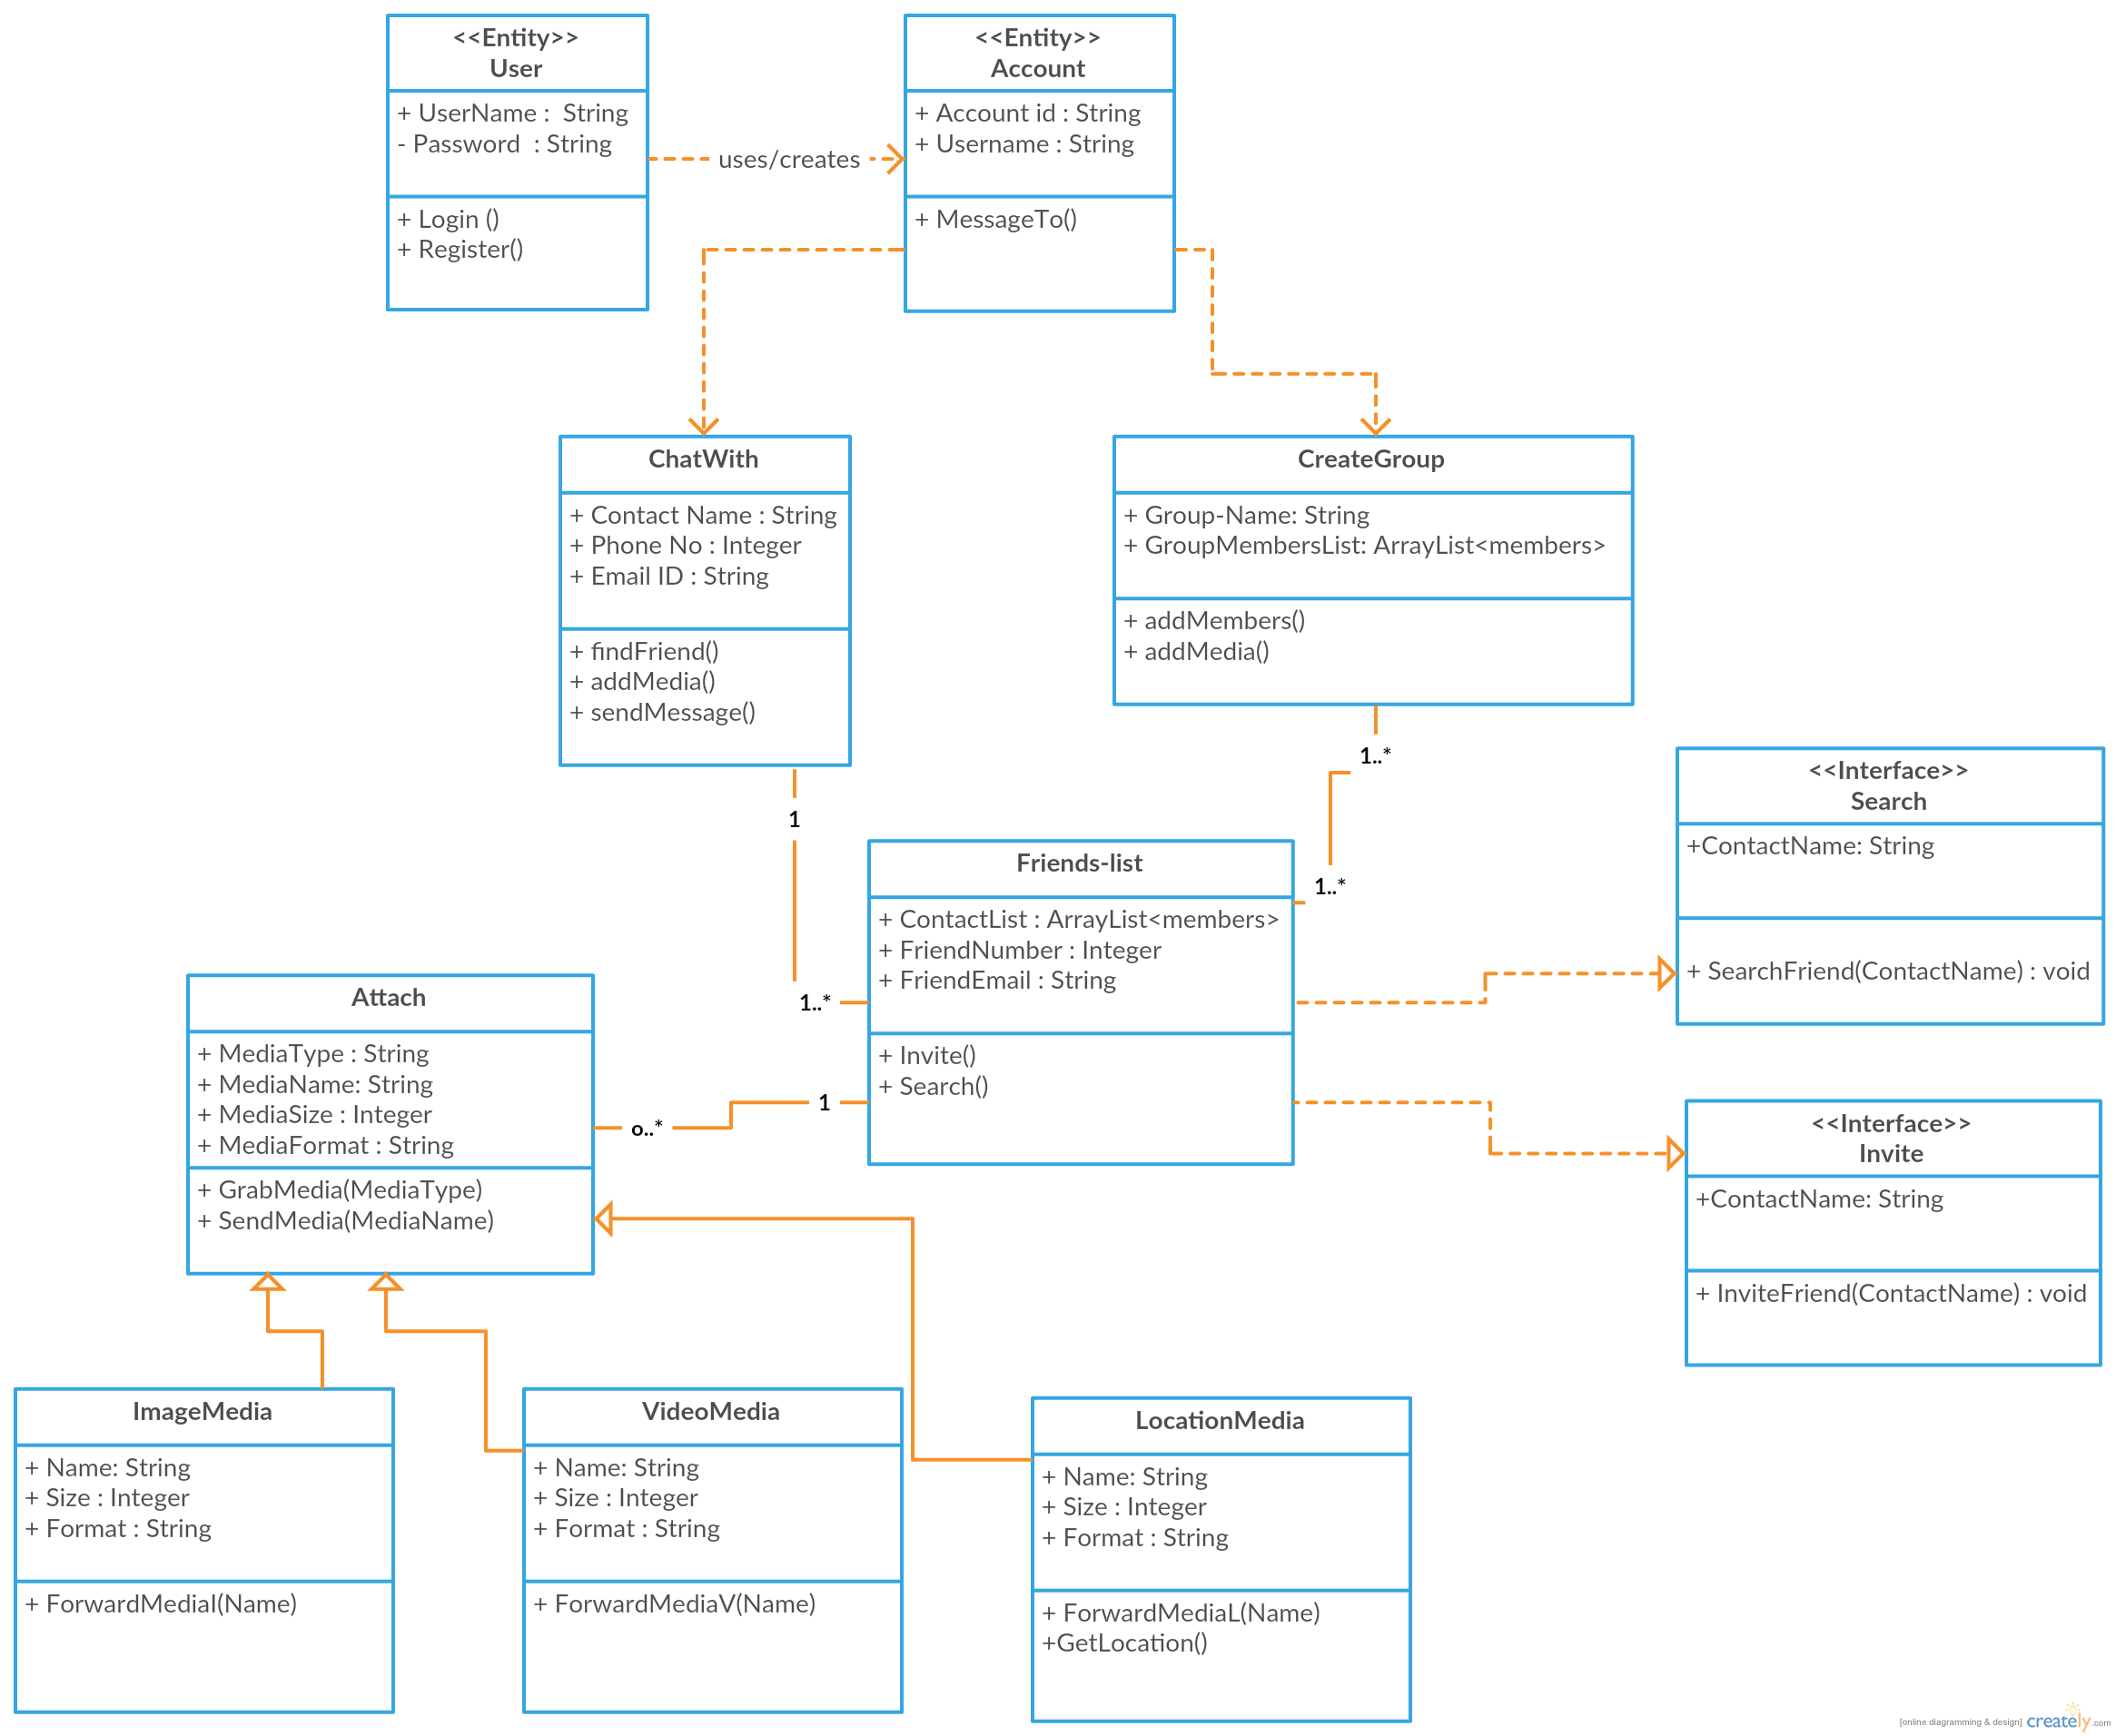 <<Entity>>
User
+ UserName :  String
- Password  : String
+ Login ()
+ Register()
uses/creates
<<Entity>>
Account
+ Account id : String
+ Username : String
+ MessageTo()
ChatWith
+ Contact Name : String
+ Phone No : Integer
+ Email ID : String
+ findFriend()
+ addMedia()
+ sendMessage()
CreateGroup
+ Group-Name: String
+ GroupMembersList: ArrayList<members>
+ addMembers()
+ addMedia()
1
1..*
1..*
1..*
Friends-list
+ ContactList : ArrayList<members>
+ FriendNumber : Integer
+ FriendEmail : String
+ Invite()
+ Search()
<<Interface>>
Search
+ContactName: String
+ SearchFriend(ContactName) : void
<<Interface>>
Invite
+ContactName: String
+ InviteFriend(ContactName) : void
1
o..*
Attach
+ MediaType : String
+ MediaName: String
+ MediaSize : Integer
+ MediaFormat : String
+ GrabMedia(MediaType)
+ SendMedia(MediaName)
ImageMedia
+ Name: String
+ Size : Integer
+ Format : String
+ ForwardMediaI(Name)
VideoMedia
+ Name: String
+ Size : Integer
+ Format : String
+ ForwardMediaV(Name)
LocationMedia
+ Name: String
+ Size : Integer
+ Format : String
+ ForwardMediaL(Name)
+GetLocation()
[online diagramming & design] creately.com